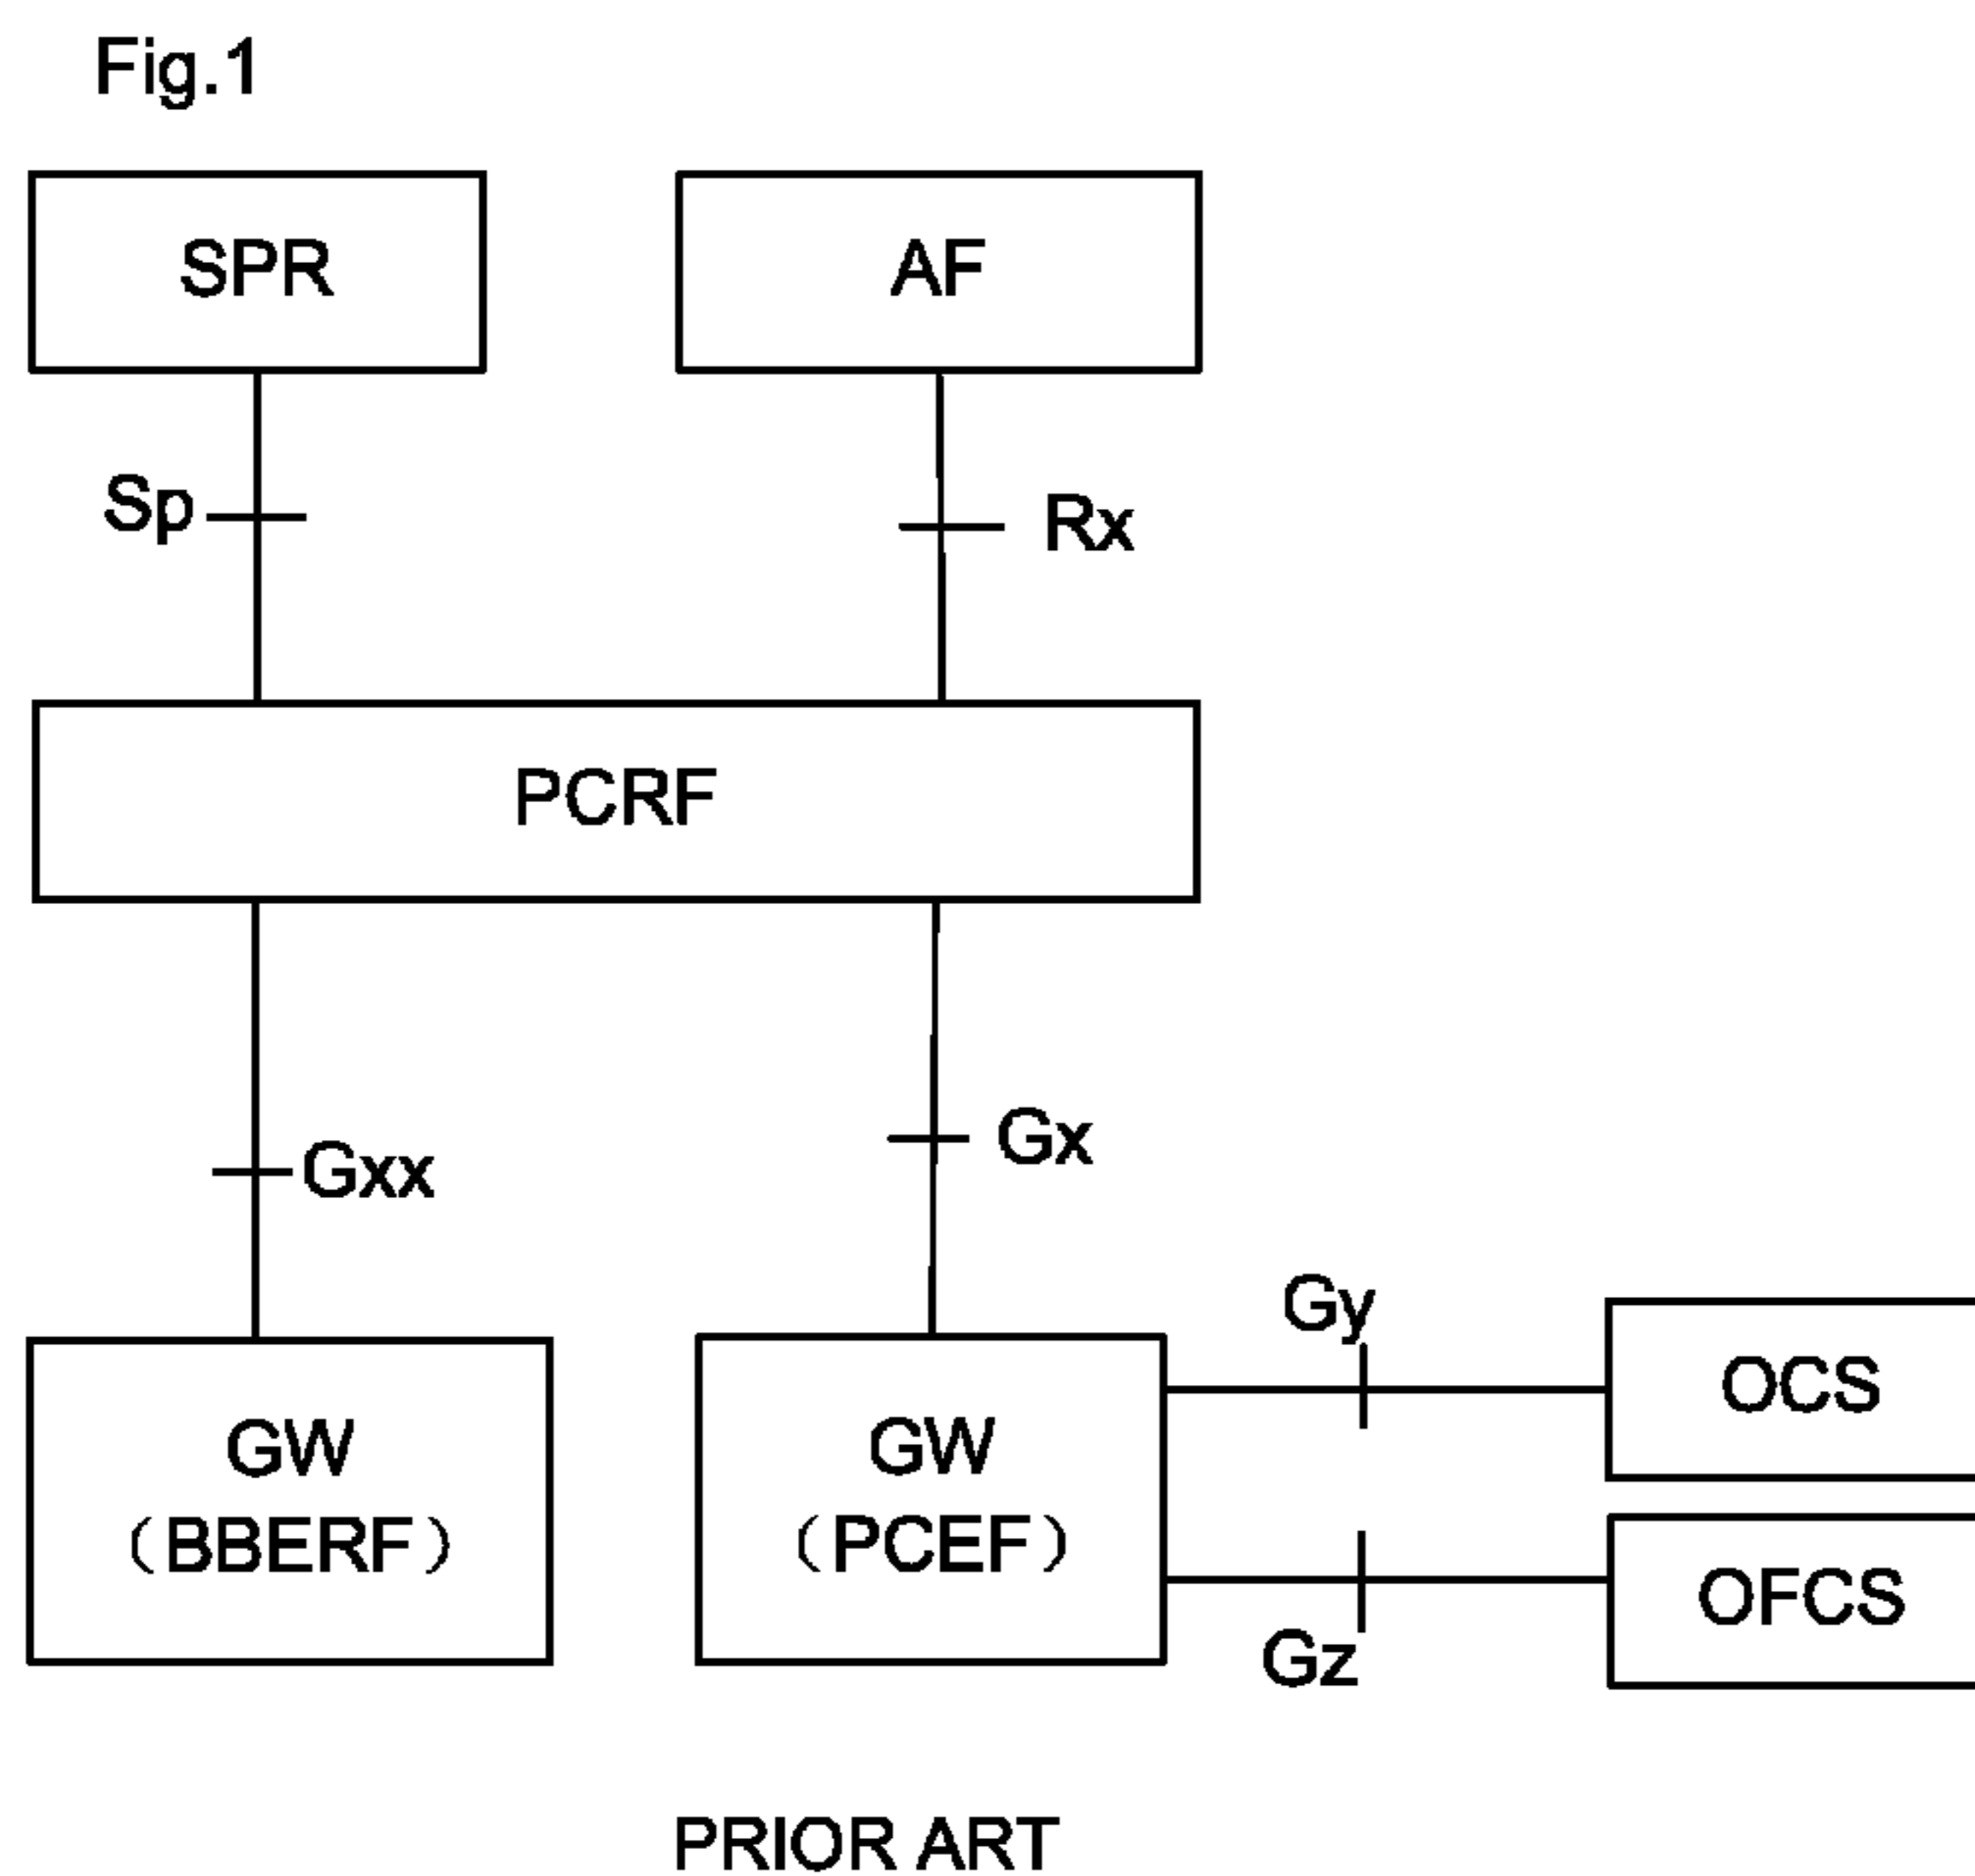 Fig.1
SPR
AF
Sp
Rx
PCRF
Gxx
Gx
Gy
OCS
GW
（BBERF）
GW
（PCEF）
OFCS
Gz
PRIOR ART